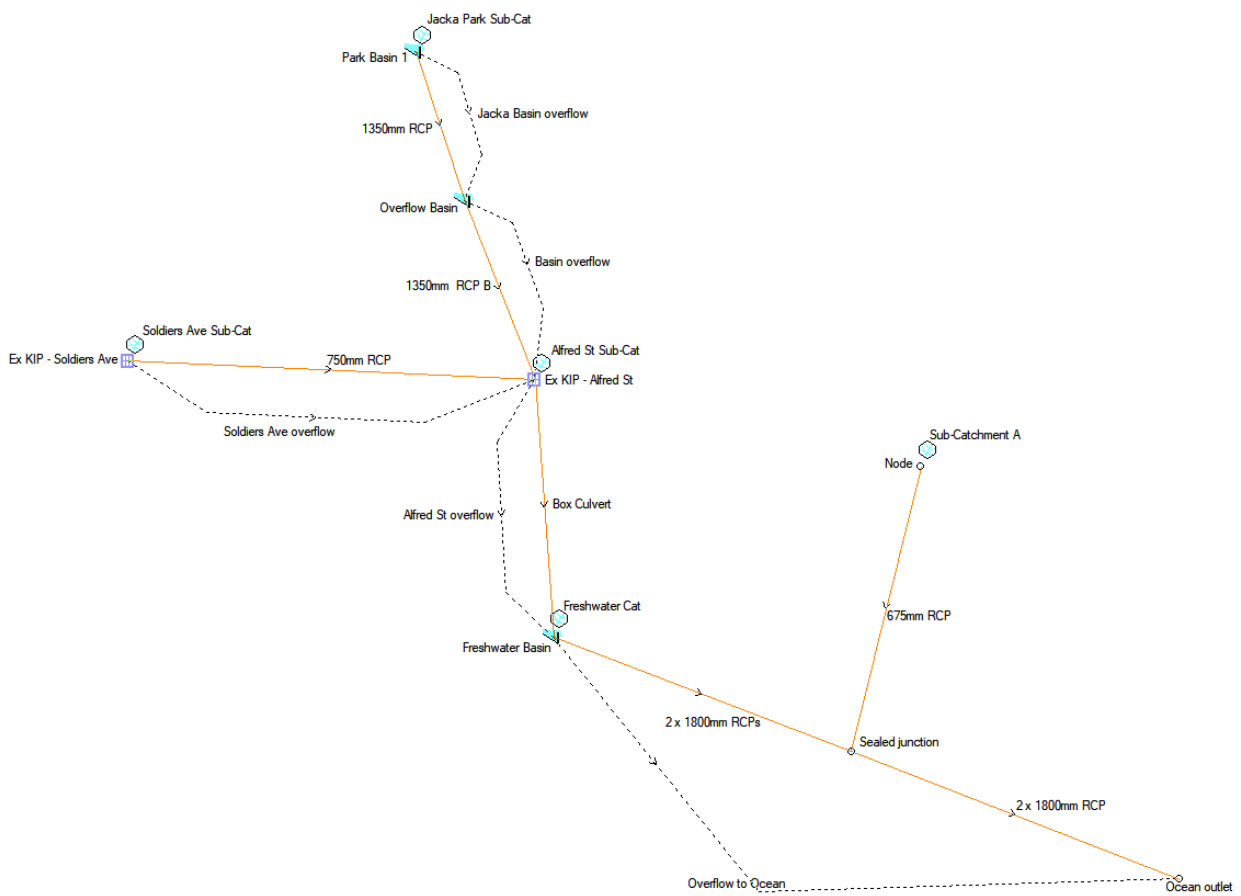 Jacka Park Sub-Cat
Park Basin 1
Jacka Basin overflow
1350mm RCP
Overflow Basin
Basin overflow
1350mm  RCP B
Soldiers Ave Sub-Cat
Alfred St Sub-Cat
Ex KIP - Soldiers Ave
750mm RCP
Ex KIP - Alfred St
Soldiers Ave overflow
Sub-Catchment A
Node
Box Culvert
Alfred St overflow
Freshwater Cat
675mm RCP
Freshwater Basin
2 x 1800mm RCPs
Sealed junction
2 x 1800mm RCP
Overflow to Ocean
Ocean outlet